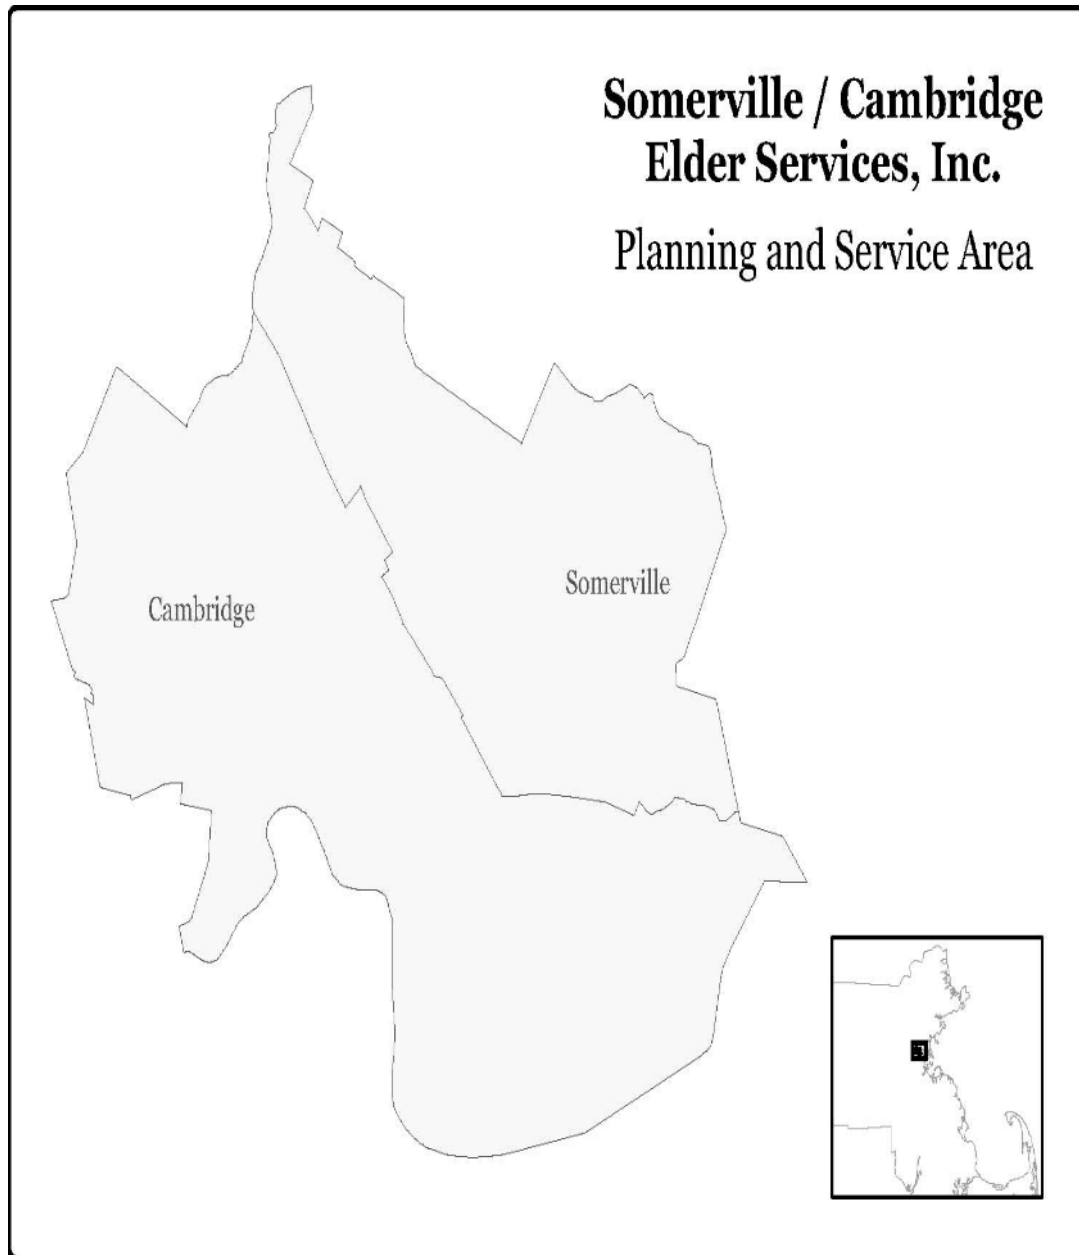 Somerville / Cambridge
Elder Services, Inc.
Planning and Service Area
Somerville
Cambridge